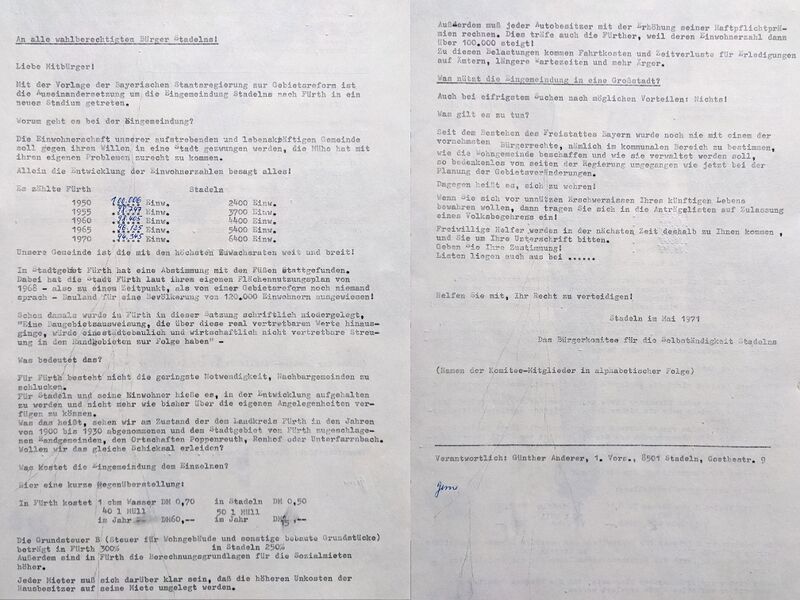 An alle wahlberechtigten Bürger Stadelns!
Liebe Mitbürger!
Mit der Vorlage der Bayerischen Staatsregierung zur Gebietsreform ist
die Auseinandersetzung um die Eingemeindung Stadelns nach Fürth in ein
neues Stadium getreten.
Worum geht es bei der Eingemeindung?
Die Einwohnerschaft unserer aufstrebenden und lebenskräftigen Gemeinde
soll gegen ihren Willen in eine Stadt gezwungen werden, die Mühe hat mit
ihren eigenen Problemen zurecht zu kommen.
Allein die Entwicklung der Einwohnerzahlen besagt alles!
Es zählte Fürth Stadeln
1950 Einw. 2400 Einw.
1955 Einw. 3700 Einw.
1960 Einw. 4400 Einw.
1965 Einw. 5400 Einw.
1970 Einw. 6400 Einw.
Unsere Gemeinde ist die mit den höchsten Zuwachsraten weit und breit!
Im Stadtgebiet Fürth hat eine Abstimmung mit den Füßen stattgefunden.
Dabei hat die Stadt Fürth laut ihrem eigenen Flächennutzungsplan von
1968 - also zu einem Zeitpunkt, als von einer Gebietsreform noch niemand
sprach - Bauland für eine Bevölkerung von 120.000 Einwohnern ausgewiesen!
Schon damals wurde in Fürth in dieser Satzung schriftlich niedergelegt,
"Eine Baugebietsausweisung, die über diese real vertretbaren Werte hinaus-
ginge, würde eine städtebaulich und wirtschaftlich nicht vertretbare Streu-
ung in den Randgebieten zur Folge haben" -
Was bedeutet das?
Für Fürth besteht nicht die geringste Notwendigkeit, Nachbargemeinden zu
schlucken.
Für Stadeln und seine Einwohner hieße es, in der Entwicklung aufgehalten
zu werden und nicht mehr wie bisher über die eigenen Angelegenheiten ver-
fügen zu können.
Was das heißt, sehen wir am Zustand der dem Landkreis Fürth in den Jahren
von 1900 bis 1930 abgenommenen und dem Stadtgebiet von Fürth zugeschlage-
nen Randgemeinden, den Ortschaften Poppenreuth, Ronhof oder Unterfarrnbach.
Wollen wir das gleiche Schicksal erleiden?
Was kostet die Eingemeindung dem Einzelnen?
Hier eine kurze Gegenüberstellung:
In Fürth kostet 1 cbm Wasser DM 0,70 in Stadeln DM 0,50
40 l Müll 50 l Müll
im Jahr DM60,-- im Jahr
Die Grundsteuer B (Steuer für Wohngebäude und sonstige bebaute Grundstücke)
beträgt in Fürth 300% in Stadeln 250%
Außerdem sind in Fürth die Berechnungsgrundlagen für die Sozialmieten
höher.
Jeder Mieter muß sich darüber klar sein, daß die höheren Unkosten der
Hausbesitzer auf seine Miete umgelegt werden.
Außerdem muß jeder Autobesitzer mit der Erhöhung seiner Haftpflichtprä-
mien rechnen. Dies träfe auch die Fürther, weil deren Einwohnerzahl dann
über 100.000 steigt!
Zu diesen Belastungen kommen Fahrtkosten und Zeitverluste für Erledigungen
auf Ämtern, längere Wartezeiten und mehr Ärger.
Was nützt die Eingemeindung in eine Großstadt?
Auch bei eifrigstem Suchen nach möglichen Vorteilen: Nichts!
Was gilt es zu tun?
Seit dem Bestehen des Freistaates Bayern wurde noch nie mit einem der
vornehmsten Bürgerrechte, nämlich im kommunalen Bereich zu bestimmen,
wie die Wohngemeinde beschaffen und wie sie verwaltet werden soll,
so bedenkenlos von seiten der Regierung umgegangen wie jetzt bei der
Planung der Gebietsveränderungen.
Dagegen heißt es, sich zu wehren!
Wenn Sie sich vor unnützen Erschwernissen Ihres künftigen Lebens
bewahren wollen, dann tragen Sie sich in die Antragslisten auf Zulassung
eines Volksbegehrens ein!
Freiwillige Helfer werden in der nächsten Zeit deshalb zu Ihnen kommen ,
und Sie um Ihre Unterschrift bitten.
Geben Sie Ihre Zustimmung!
Listen liegen auch aus bei ......
Helfen Sie mit, Ihr Recht zu verteidigen!
Stadeln im Mai 1971
Das Bürgerkomitee für die Selbständigkeit Stadelns
(Namen der Komitee-Mitglieder in alphabetischer Folge)
Verantwortlich: Günther Anderer, 1. Vors., 8501 Stadeln, Goethestr. 9